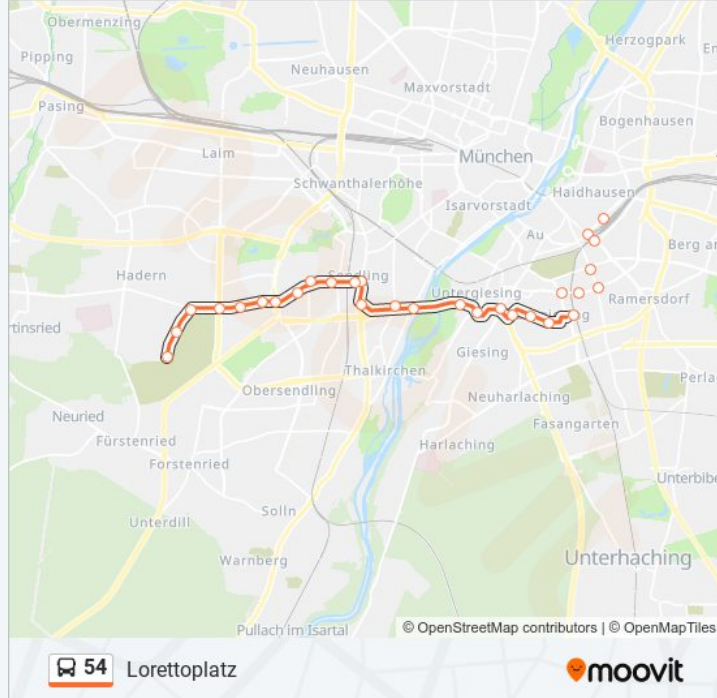 Obermenzing
Herzogpark
Pipping
Neuhausen
Maxvorstadt
Pasing
Bogenhausen
Laim
München
Schwanthalerhöhe
Haidhausen
Isarvorstadt
Au
Berg am
Hadern
Sendling
Untergiesing
Ramersdorf
rtinsried
Giesing
Thalkirchen
Perla
Obersendling
Neuharlaching
Neuried
Fasangarten
Fürstenried
Harlaching
Forstenried
Unterbibe
Solln
Unterdill
Warnberg
Unterhaching
Pullach im Isartal
© OpenStreetMap contributors | © OpenMapTiles
54 Lorettoplatz
moovit